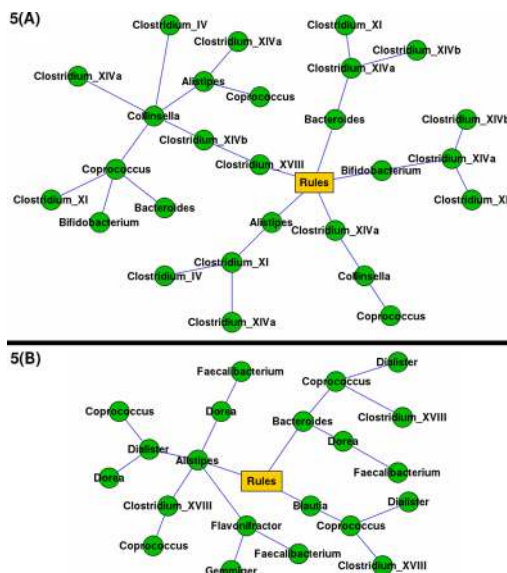 5(A)
Clostridium_IV
Clostridium_XI
Clostridium_XIVa
Clostridium_XIVb
Clostridium_XIVa
Clostridium_XIVa
Alistipes
Coprococcus
Collinsella
Bacteroides
Clostridium_XIVb
Clostridium_XIVb
Clostridium_XVIII
Clostridium_XIVa
Coprococcus
Bifidobacterium
Rules
Clostridium_XI
Clostridium_XI
Bacteroides
Bifidobacterium
Alistipes
Clostridium_XIVa
Clostridium_XI
Clostridium_IV
Collinsella
Coprococcus
Clostridium_XIVa
5(B)
Dialister
Faecalibacterium
Coprococcus
Coprococcus
Dorea
Bacteroides
Clostridium_XVIII
Dorea
Dialister
Alistipes
Dorea
Rules
Faecalibacterium
Clostridium_XVIII
Blautia
Dialister
Flavonifractor
Coprococcus
Coprococcus
Faecalibacterium
Clostridium_XVIII
Gemmiger